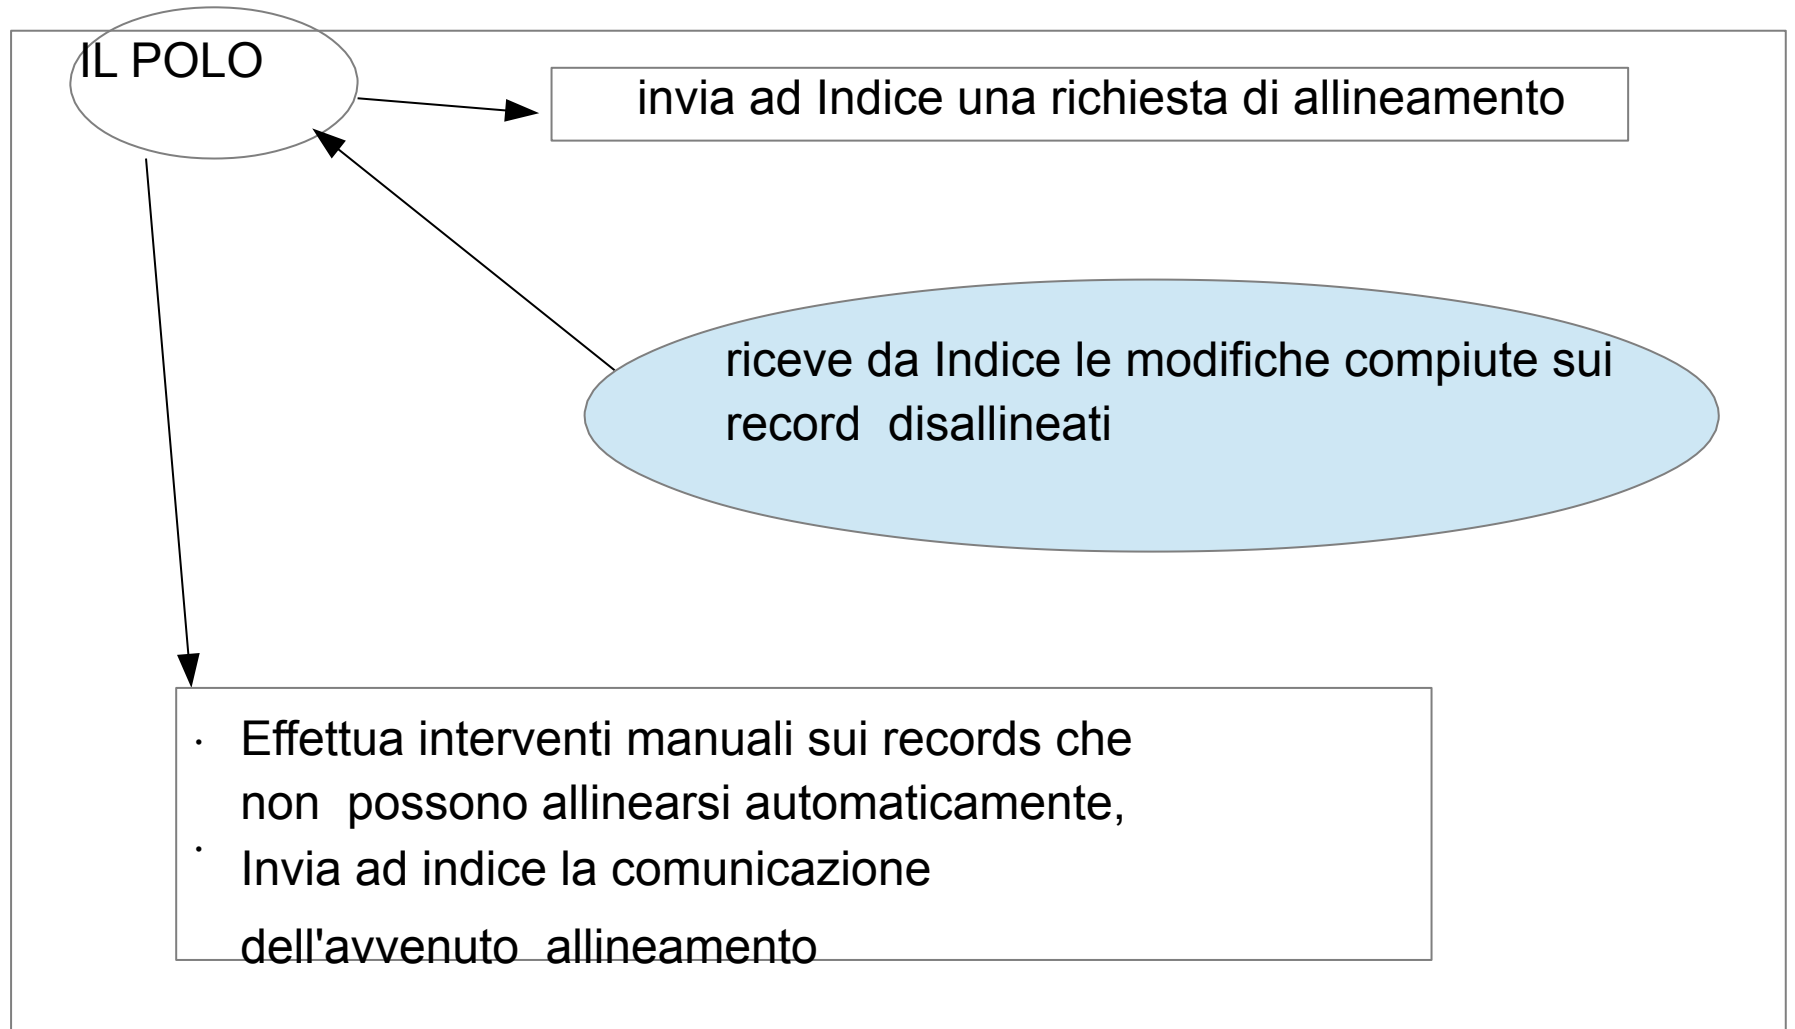 IL POLO
invia ad Indice una richiesta di allineamento
riceve da Indice le modifiche compiute sui
record disallineati
· Effettua interventi manuali sui records che
non possono allinearsi automaticamente,
· Invia ad indice la comunicazione
dell'avvenuto allineamento